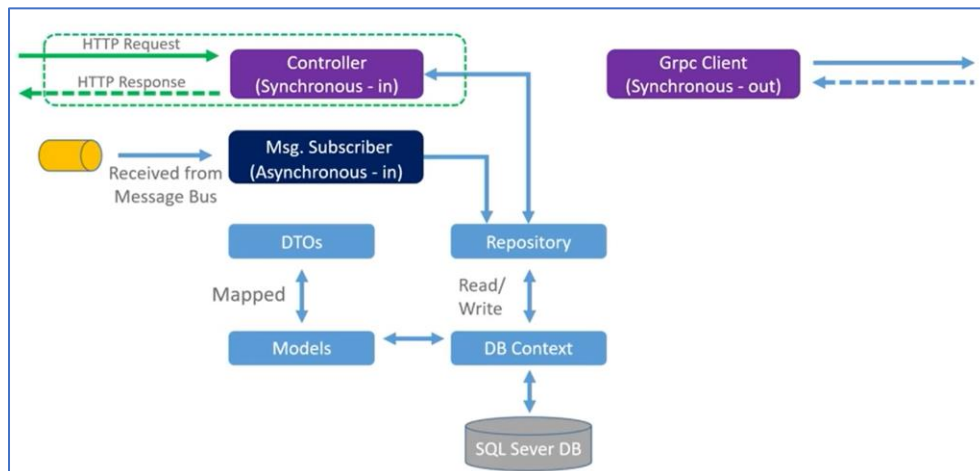 HTTP Request
HTTP Response
Controller
(Synchronous - in)
Grpc Client
(Synchronous - out)
Msg. Subscriber
(Asynchronous - in)
Received from
Message Bus
DTOs
Repository
Mapped
Read/
Write
Models
DB Context
SQL Sever DB